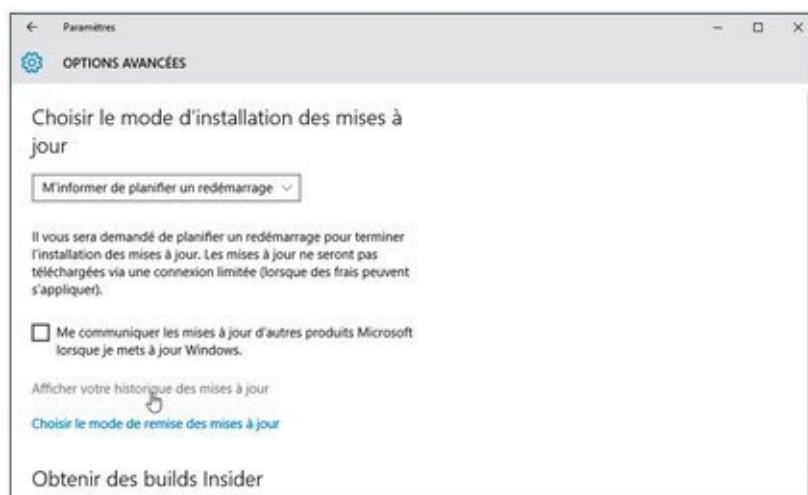 Paramètres
OPTIONS AVANCÉES
Choisir le mode d'installation des mises à
jour
M'informer de planifier un redémarrage
Il vous sera demandé de planifier un redémarrage pour terminer
l'installation des mises à jour. Les mises à jour ne seront pas
téléchargées via une connexion limitée (lorsque des frais peuvent
s'appliquer).
Me communiquer les mises à jour d'autres produits Microsoft
lorsque je mets à jour Windows.
Afficher votre historique des mises à jour
Choisir le mode de remise des mises à jour
Obtenir des builds Insider